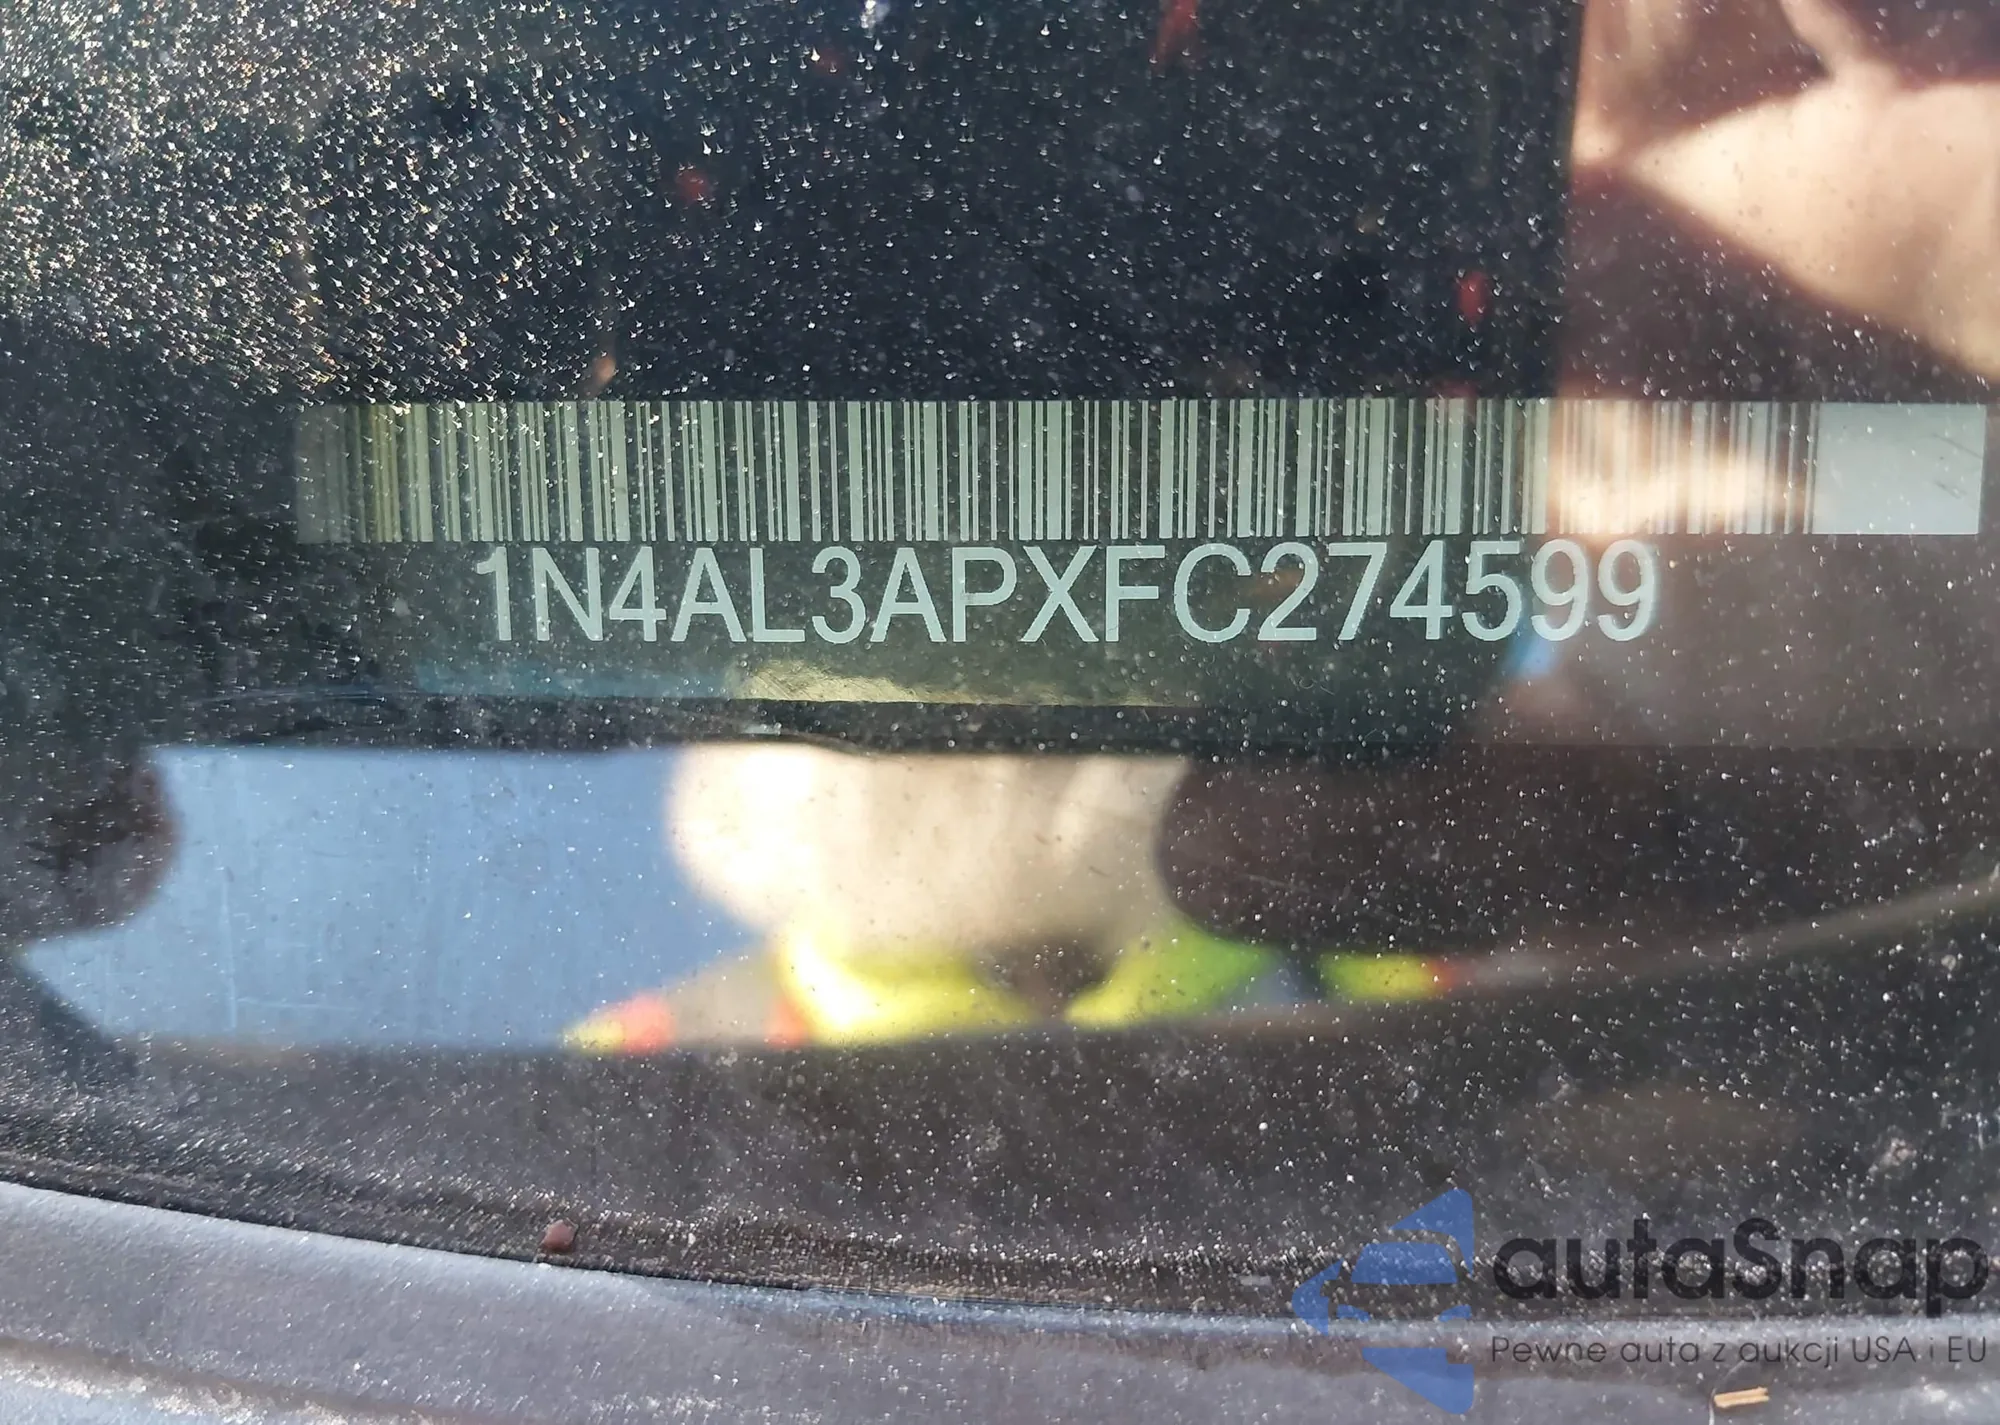 1N4AL3APXFC274599
autaSnap
Pewne auta z aukcji USA i EU